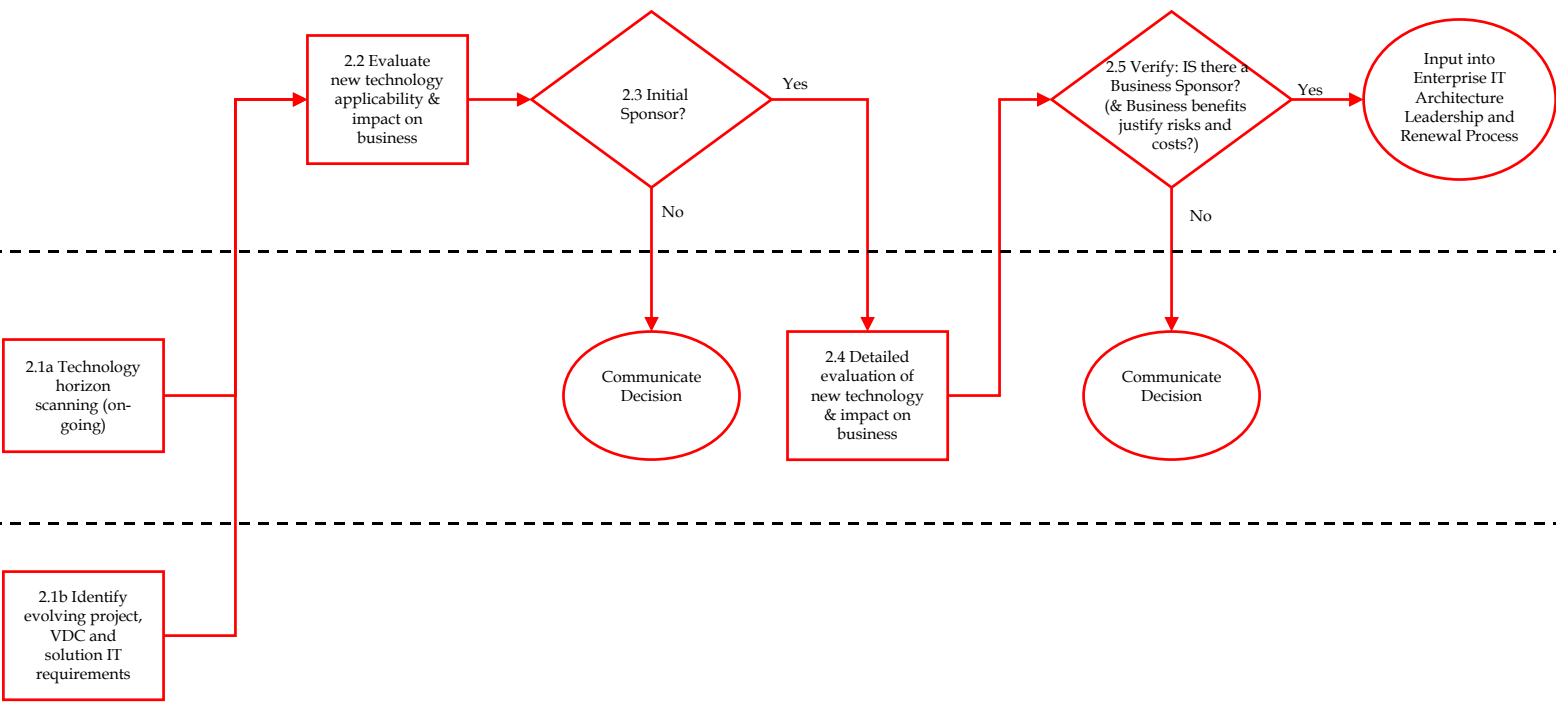 2.2 Evaluate
new technology
applicability &
impact on
business
2.3 Initial
Sponsor?
Yes
No
2.5 Verify: IS there a
Business Sponsor?
(& Business benefits
justify risks and
costs?)
Yes
No
Input into
Enterprise IT
Architecture
Leadership and
Renewal Process
2.1a Technology
horizon
scanning (on-
going)
Communicate
Decision
2.4 Detailed
evaluation of
new technology
& impact on
business
Communicate
Decision
2.1b Identify
evolving project,
VDC and
solution IT
requirements